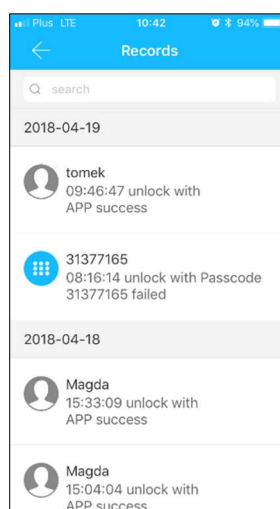 Plus LTE 10:42 94%
Records
search
2018-04-19
tomek
09:46:47 unlock with
APP success
31377165
08:16:14 unlock with Passcode
31377165 failed
2018-04-18
Magda
15:33:09 unlock with
APP success
Magda
15:04:04 unlock with
APP success